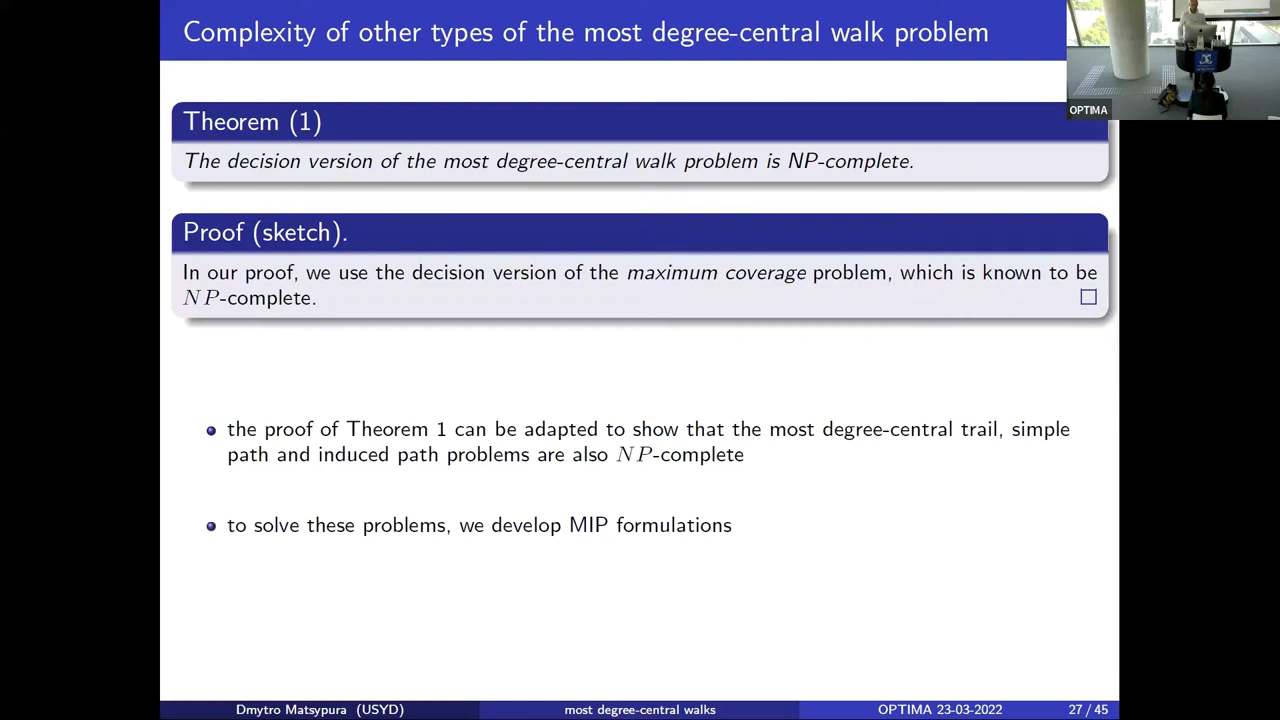 Complexity of other types of the most degree-central walk problem
OPTIMA
Theorem (1)
The decision version of the most degree-central walk problem is NP-complete.
Proof (sketch).
In our proof, we use the decision version of the maximum coverage problem, which is known to be
NP-complete.
the proof of Theorem 1 can be adapted to show that the most degree-central trail, simple
path and induced path problems are also NP-complete
to solve these problems, we develop MIP formulations
Dmytro Matsypura (USYD)
most degree-central walks
OPTIMA 23-03-2022
27 / 45